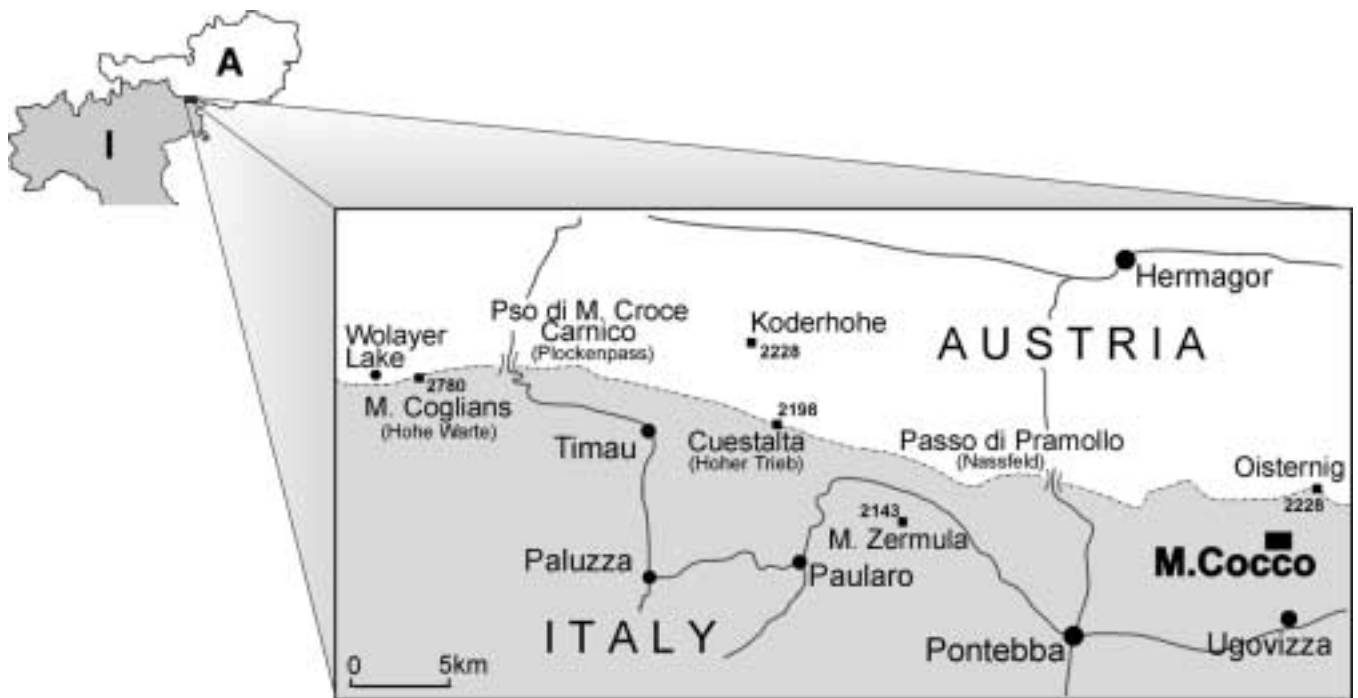 A
I
Hermagor
Pso di M. Croce
Carnico
(Plockenpass)
Koderhohe
2228
AUSTRIA
Wolayer
Lake
2780
M. Coglians
(Hohe Warte)
2198
Timau
Cuestalta
(Hoher Trieb)
Passo di Pramollo
(Nassfeld)
Oisternig
2228
2143
M. Zermula
M.Cocco
Paluzza
Paularo
ITALY
Pontebba
Ugovizza
0 5km